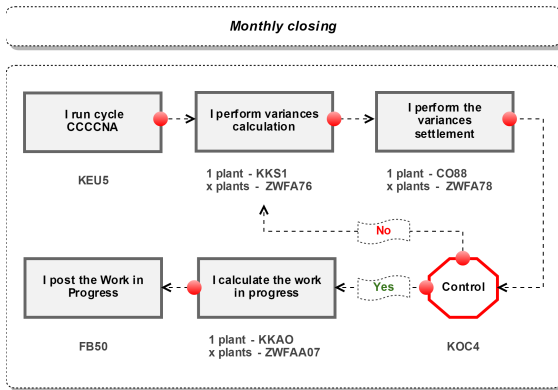 Monthly closing
I run cycle
CCCCNA
I perform variances
calculation
I perform the
variances
settlement
KEU5
1 plant - KKS1
x plants - ZWFA76
1 plant - CO88
x plants - ZWFA78
No
I post the Work in
Progress
I calculate the work
in progress
Yes
Control
FB50
1 plant - KKAO
x plants - ZWFAA07
KOC4